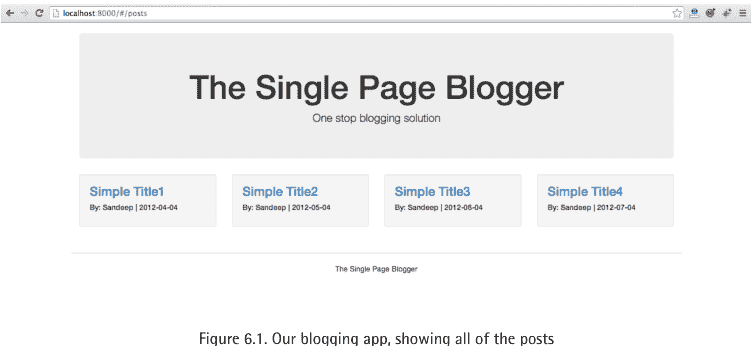 localhost:8000/#/posts
The Single Page Blogger
One stop blogging solution
Simple Title1
By: Sandeep | 2012-04-04
Simple Title2
By: Sandeep | 2012-05-04
Simple Title3
By: Sandeep | 2012-06-04
Simple Title4
By: Sandeep | 2012-07-04
The Single Page Blogger
Figure 6.1. Our blogging app, showing all of the posts